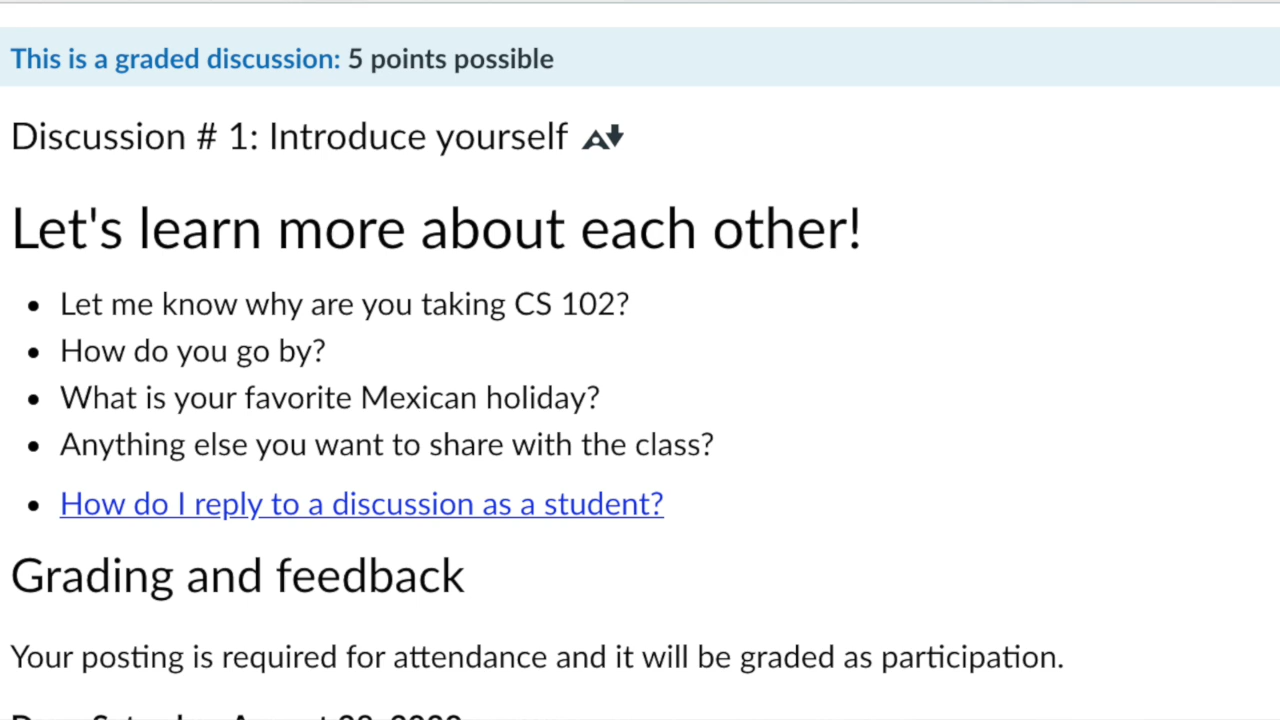 This is a graded discussion: 5 points possible
Discussion # 1: Introduce yourself
Let's learn more about each other!
Let me know why are you taking CS 102?
How do you go by?
What is your favorite Mexican holiday?
Anything else you want to share with the class?
How do I reply to a discussion as a student?
Grading and feedback
Your posting is required for attendance and it will be graded as participation.